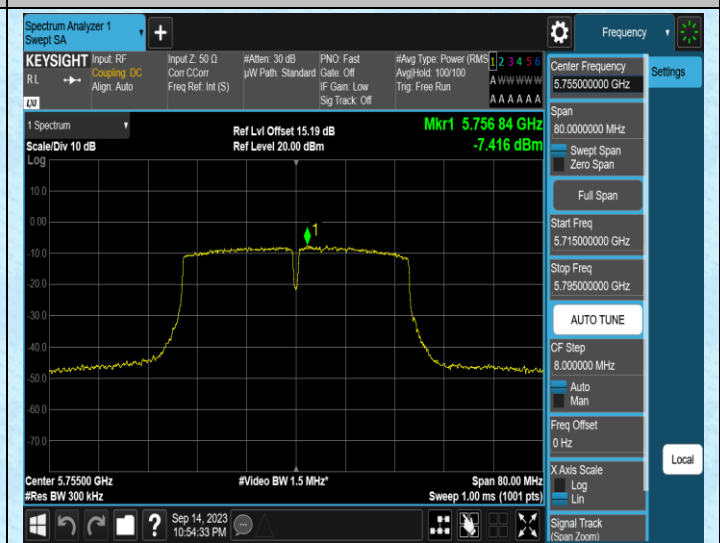 Spectrum Analyzer 1
Swept SA
+
Frequency
KEYSIGHT
RL
LXI
Input: RF
Coupling: DC
Align: Auto
Input Z: 50 Ω
Corr CCorr
Freq Ref: Int (S)
#Atten: 30 dB
µW Path: Standard
PNO: Fast
Gate: Off
IF Gain: Low
Sig Track: Off
#Avg Type: Power (RMS
Avg|Hold: 100/100
Trig: Free Run
1 2 3 4 5 6
A W W W W W
A A A A A A
Center Frequency
5.755000000 GHz
Settings
Span
80.0000000 MHz
Swept Span
Zero Span
Full Span
Start Freq
5.715000000 GHz
Stop Freq
5.795000000 GHz
AUTO TUNE
CF Step
8.000000 MHz
Auto
Man
Freq Offset
0 Hz
X Axis Scale
Log
Lin
Local
Signal Track
(Span Zoom)
1 Spectrum
Scale/Div 10 dB
Log
Ref Lvl Offset 15.19 dB
Ref Level 20.00 dBm
Mkr1 5.756 84 GHz
-7.416 dBm
1
10.0
0.00
-10.0
-20.0
-30.0
-40.0
-50.0
-60.0
-70.0
Center 5.75500 GHz
#Res BW 300 kHz
#Video BW 1.5 MHz*
Span 80.00 MHz
Sweep 1.00 ms (1001 pts)
?
Sep 14, 2023
10:54:33 PM